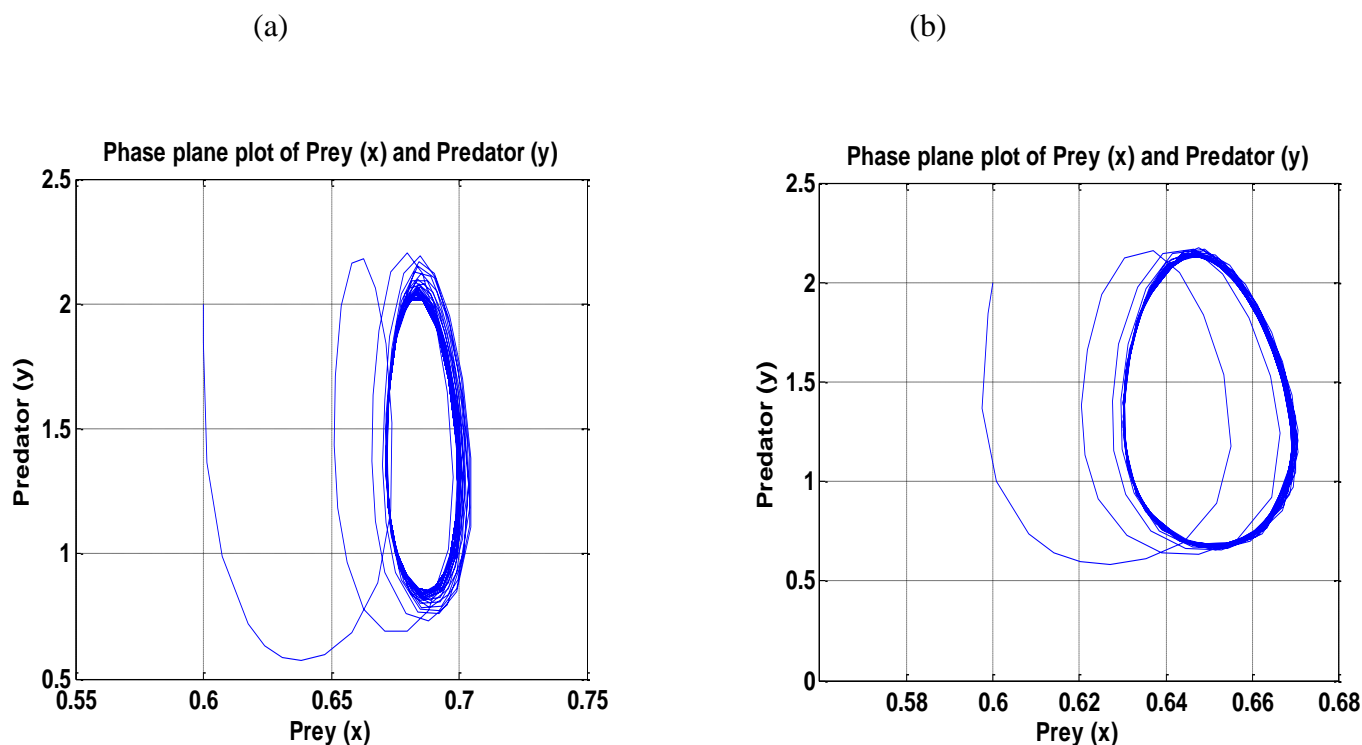 (a)
(b)
Phase plane plot of Prey (x) and Predator (y)
2.5
2
1.5
1
0.5
Predator (y)
0.55 0.6 0.65 0.7 0.75
Prey (x)
Phase plane plot of Prey (x) and Predator (y)
2.5
2
1.5
1
0.5
0
Predator (y)
0.58 0.6 0.62 0.64 0.66 0.68
Prey (x)